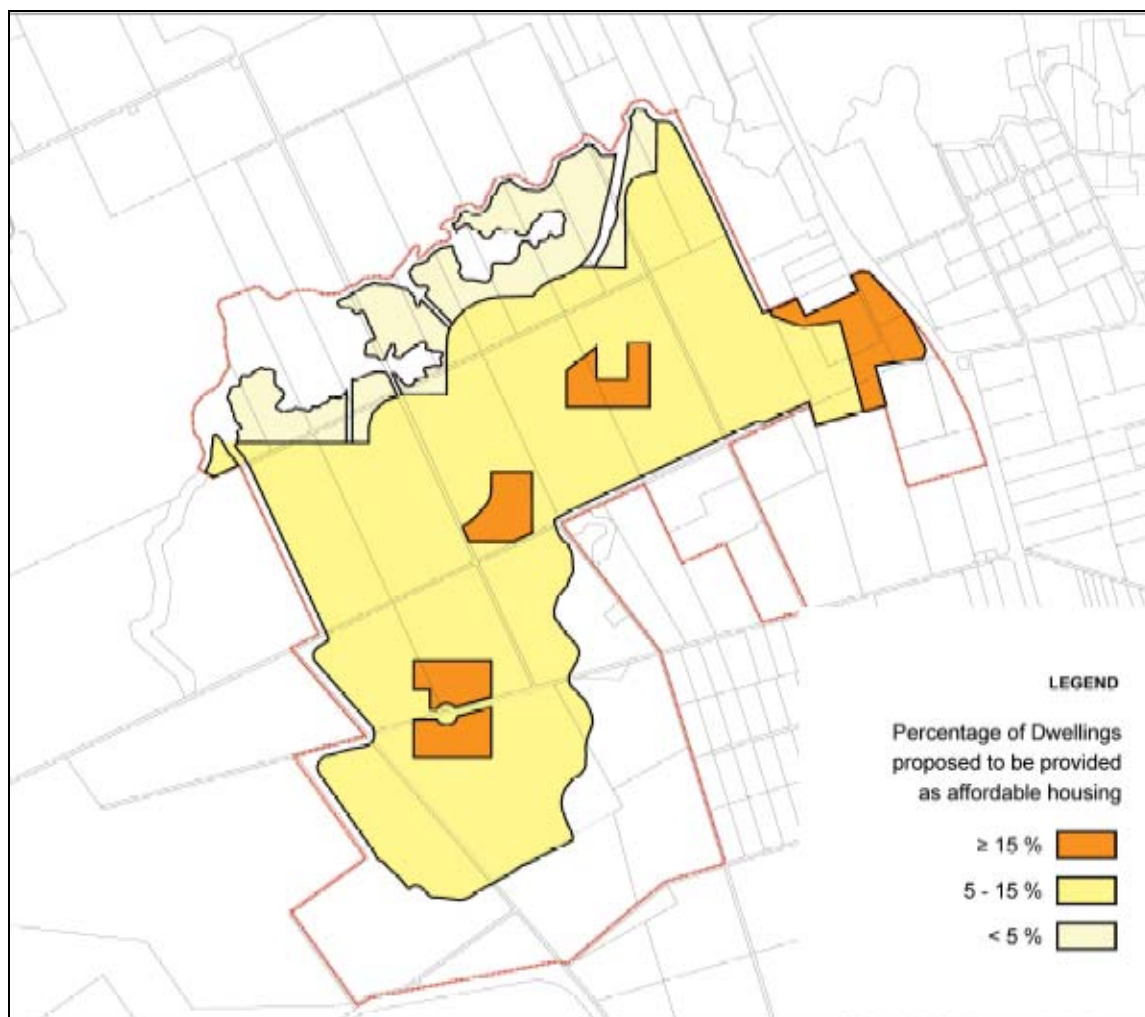 LEGEND
Percentage of Dwellings
proposed to be provided
as affordable housing
≥ 15 %
5 - 15 %
< 5 %